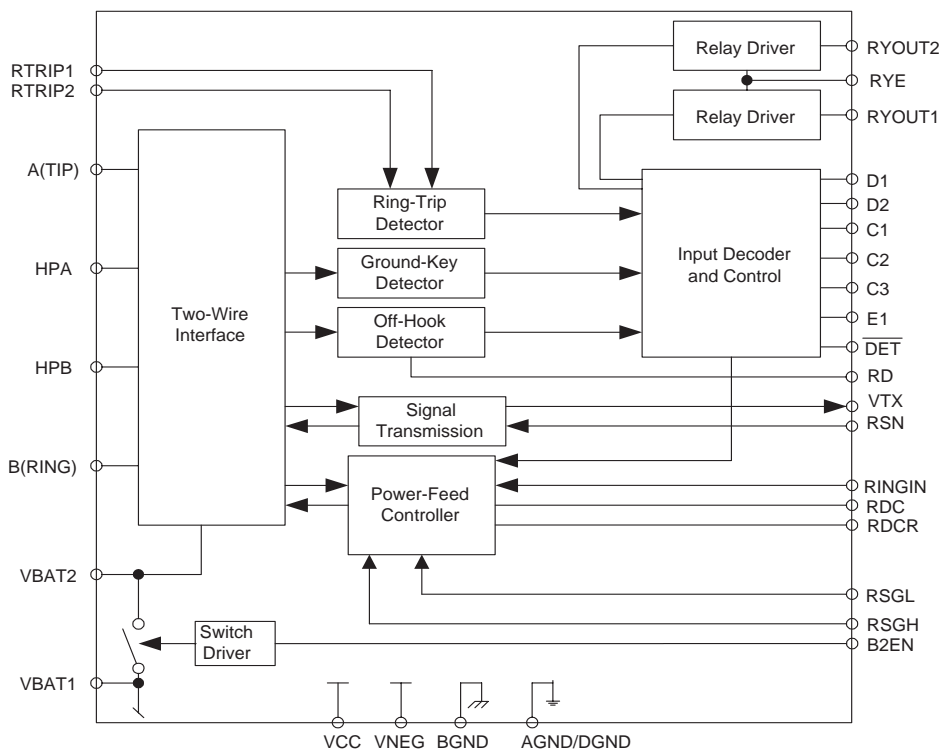 Relay Driver
RYOUT2
RTRIP1
RYE
RTRIP2
Relay Driver
RYOUT1
A(TIP)
D1
Ring-Trip
Detector
D2
C1
Input Decoder
and Control
HPA
Ground-Key
Detector
C2
C3
Two-Wire
Interface
Off-Hook
Detector
E1
DET
HPB
RD
Signal
Transmission
VTX
RSN
B(RING)
Power-Feed
Controller
RINGIN
RDC
RDCR
VBAT2
RSGL
RSGH
Switch
Driver
B2EN
VBAT1
VCC
VNEG
BGND
AGND/DGND